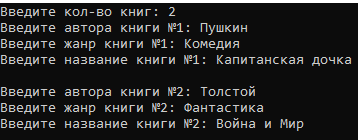 Введите кол-во книг: 2
Введите автора книги №1: Пушкин
Введите жанр книги №1: Комедия
Введите название книги №1: Капитанская дочка
Введите автора книги №2: Толстой
Введите жанр книги №2: Фантастика
Введите название книги №2: Война и Мир